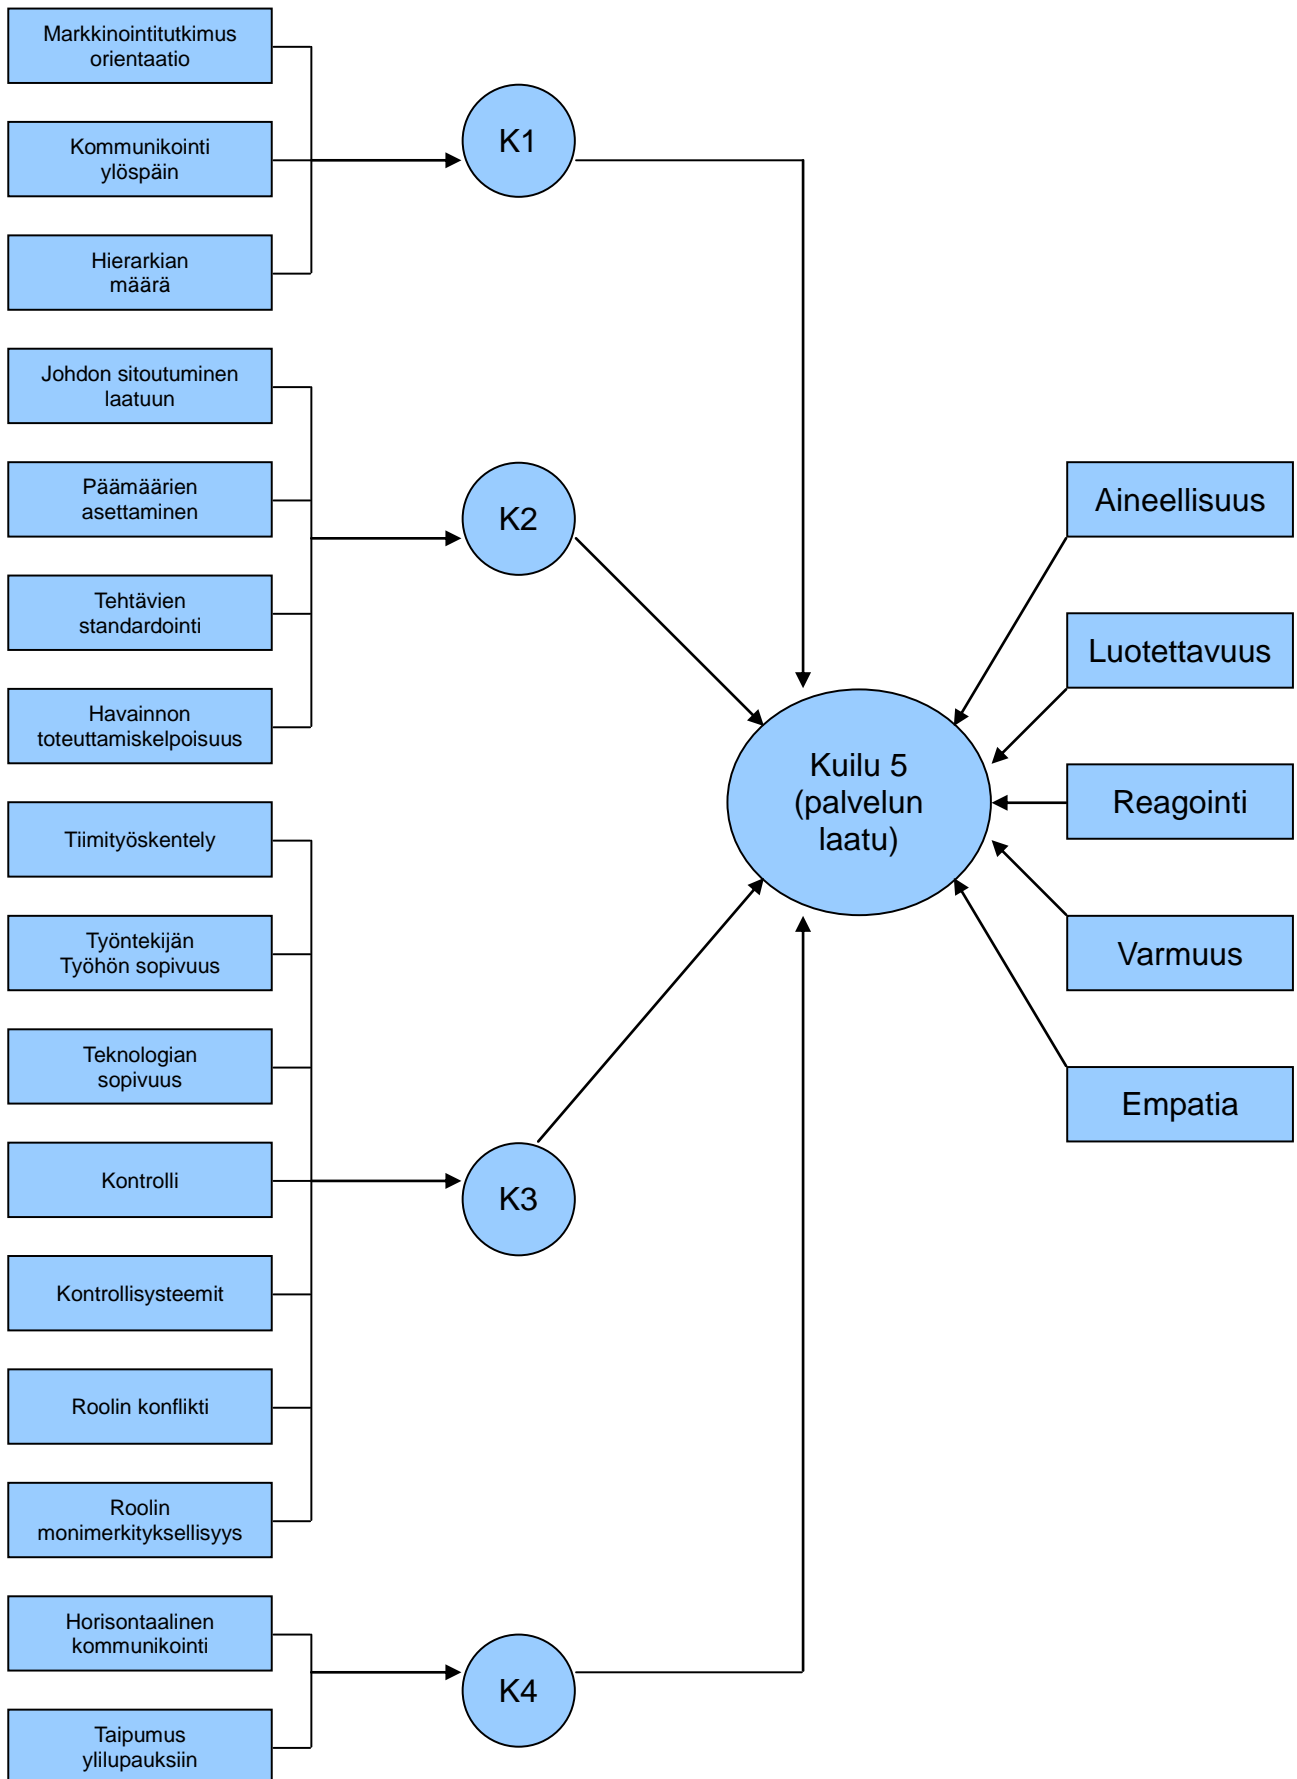 Markkinointitutkimus
orientaatio
Kommunikointi
ylöspäin
Hierarkian
määrä
Johdon sitoutuminen
laatuun
Päämäärien
asettaminen
Tehtävien
standardointi
Havainnon
toteuttamiskelpoisuus
Tiimityöskentely
Työntekijän
Työhön sopivuus
Teknologian
sopivuus
Kontrolli
Kontrollisysteemit
Roolin konflikti
Roolin
monimerkityksellisyys
Horisontaalinen
kommunikointi
Taipumus
ylilupauksiin
K1
K2
K3
K4
Kuilu 5
(palvelun
laatu)
Aineellisuus
Luotettavuus
Reagointi
Varmuus
Empatia